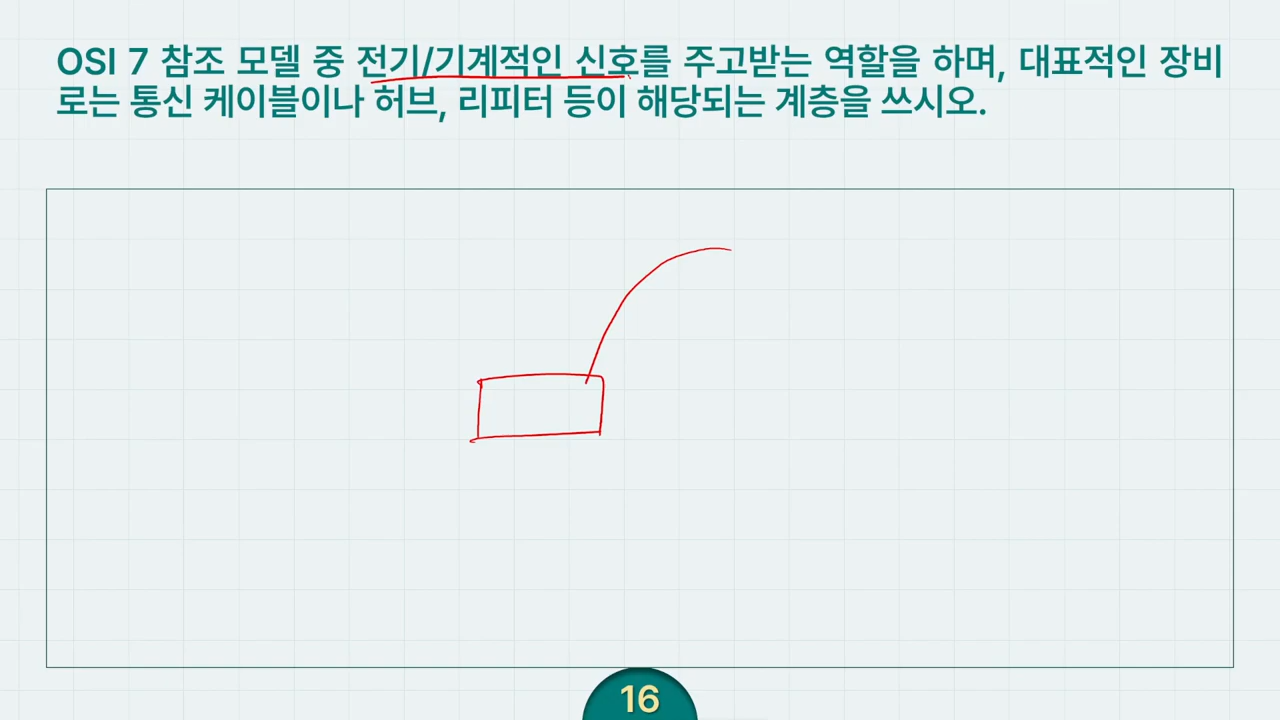 OSI 7 참조 모델 중 전기/기계적인 신호를 주고받는 역할을 하며, 대표적인 장비
로는 통신 케이블이나 허브, 리피터 등이 해당되는 계층을 쓰시오.
16